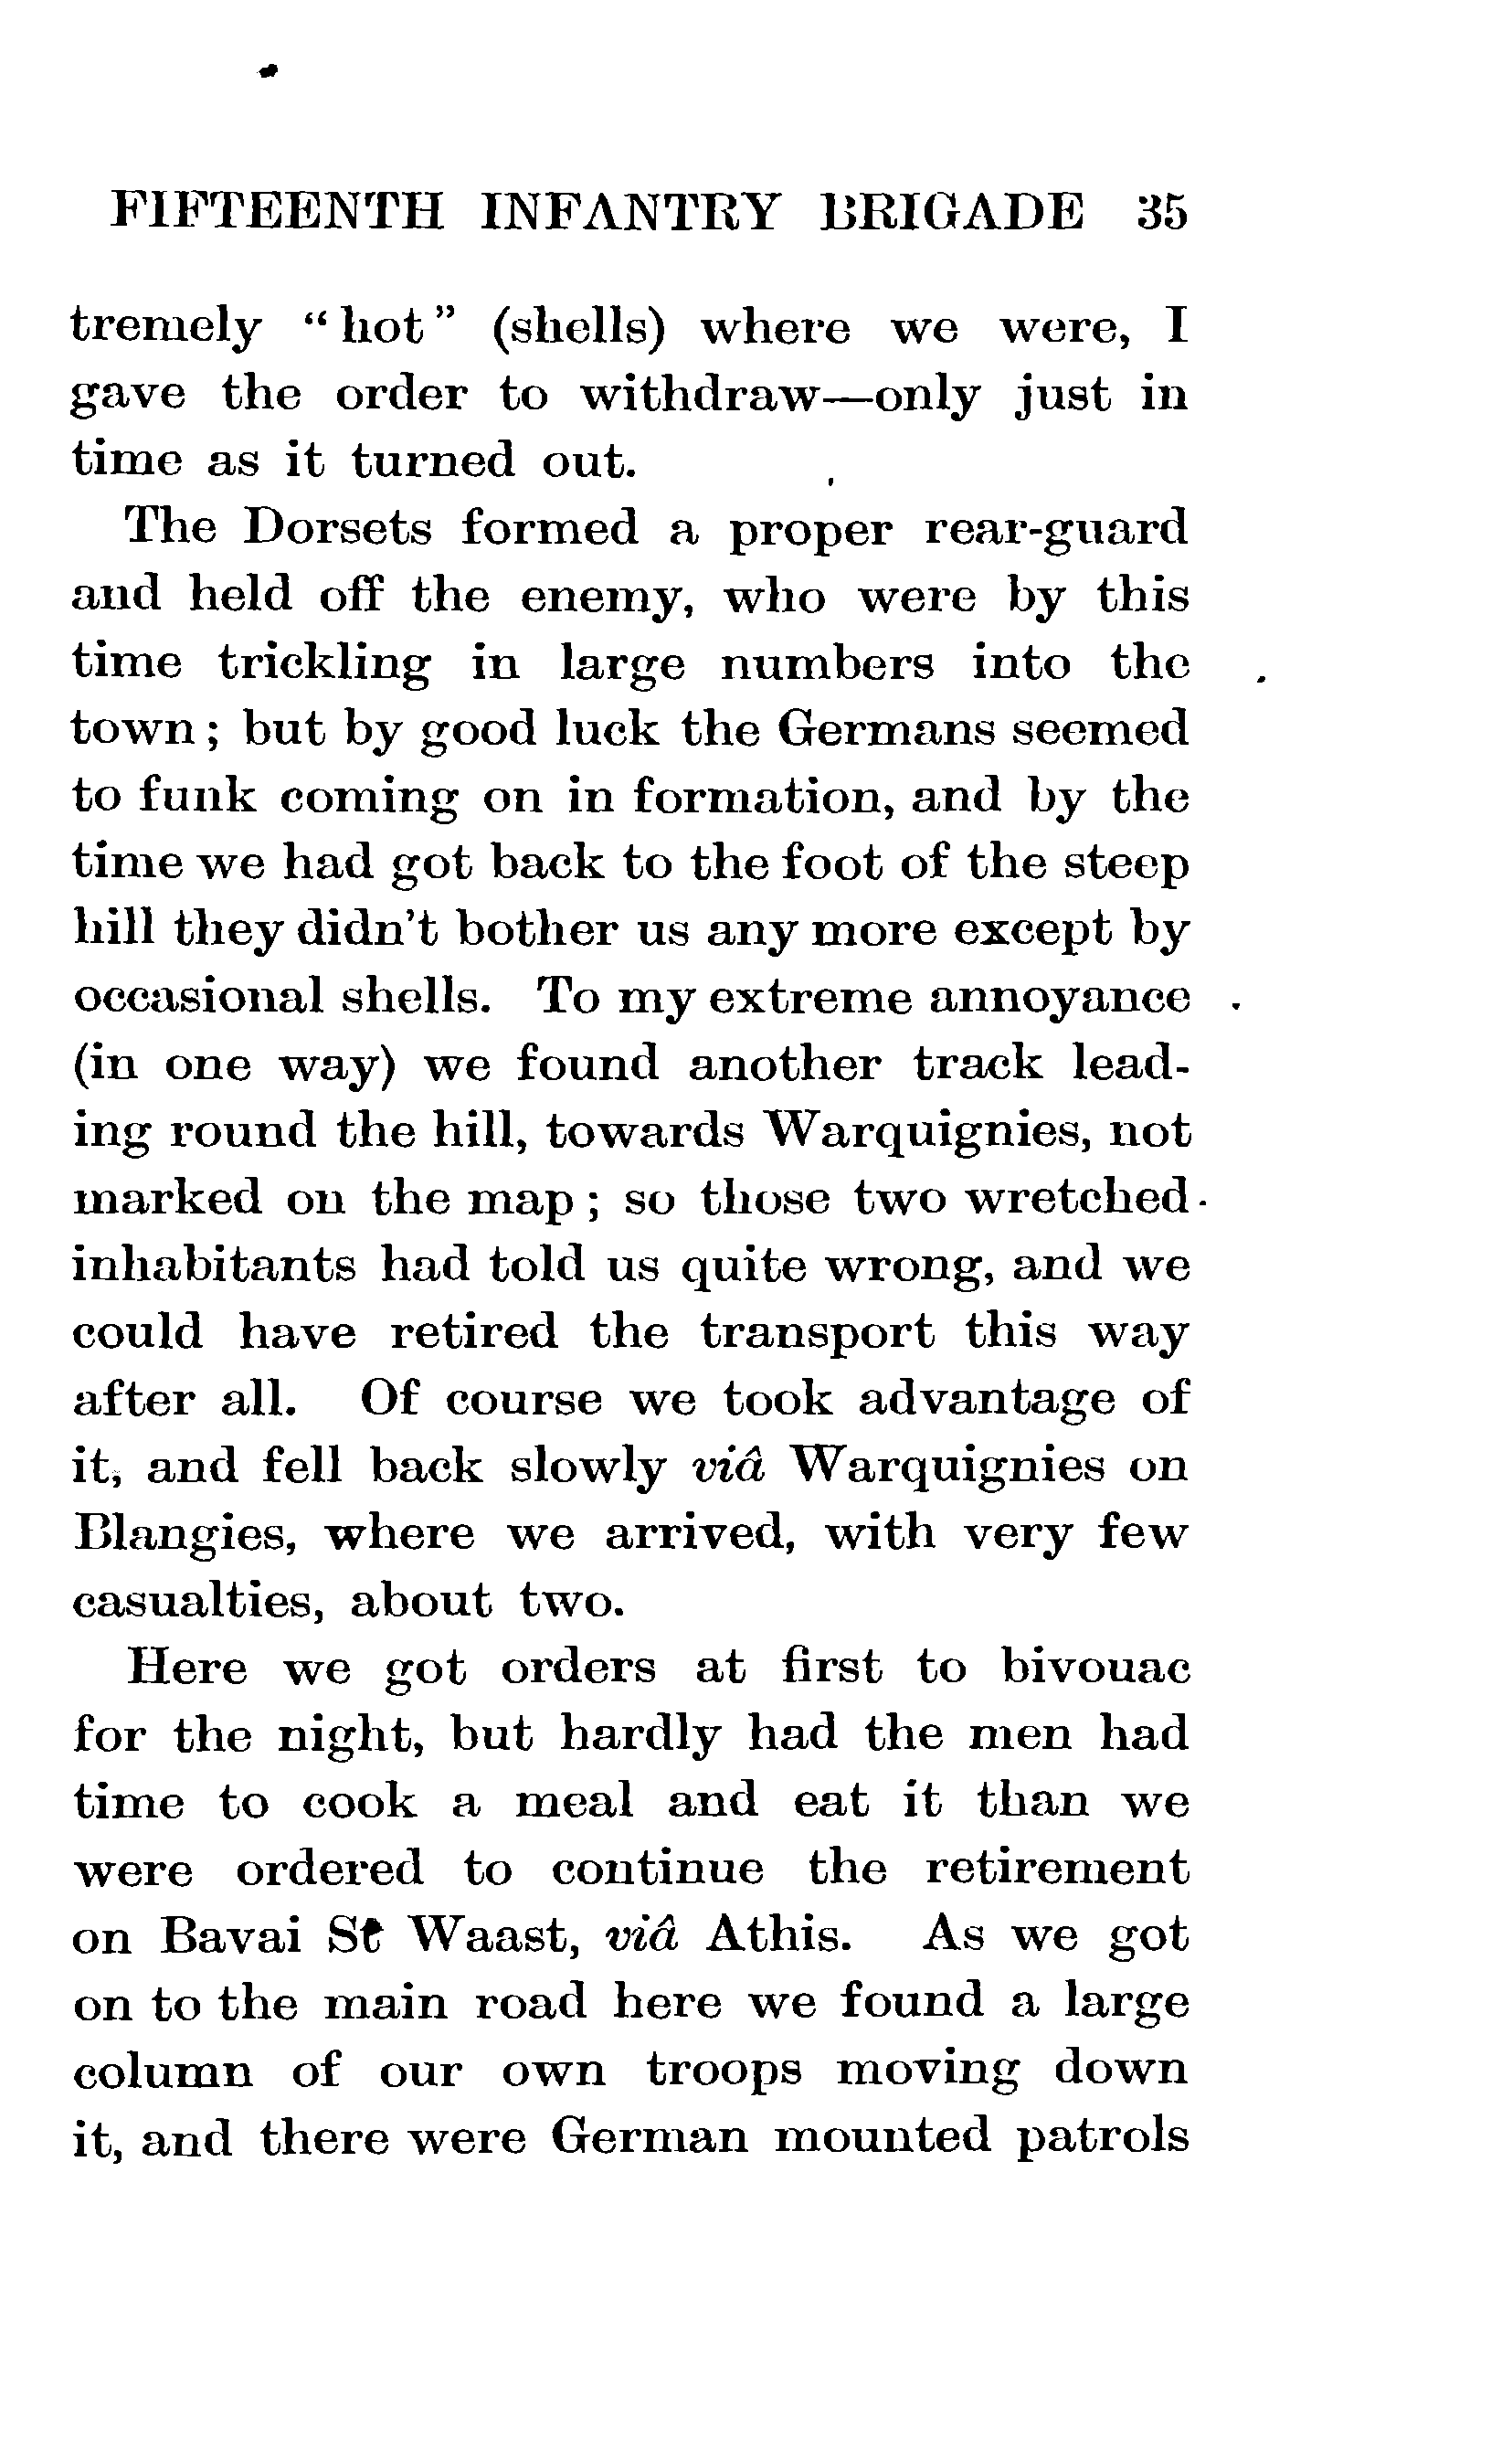 FIFTEENTH INFANTRY BRIGADE 35
tremely “hot” (shells) where we were, I
gave the order to withdraw—only just in
time as it turned out.
The Dorsets formed a proper rear-guard
and held off the enemy, who were by this
time trickling in large numbers into the
town; but by good luck the Germans seemed
to funk coming on in formation, and by the
time we had got back to the foot of the steep
hill they didn't bother us any more except by
occasional shells. To my extreme annoyance
(in one way) we found another track lead-
ing round the hill, towards Warquignies, not
marked on the map; so those two wretched
inhabitants had told us quite wrong, and we
could have retired the transport this way
after all. Of course we took advantage of
it, and fell back slowly viâ Warquignies on
Blangies, where we arrived, with very few
casualties, about two.
Here we got orders at first to bivouac
for the night, but hardly had the men had
time to cook a meal and eat it than we
were ordered to continue the retirement
on Bavai St Waast, viâ Athis. As we got
on to the main road here we found a large
column of our own troops moving down
it, and there were German mounted patrols